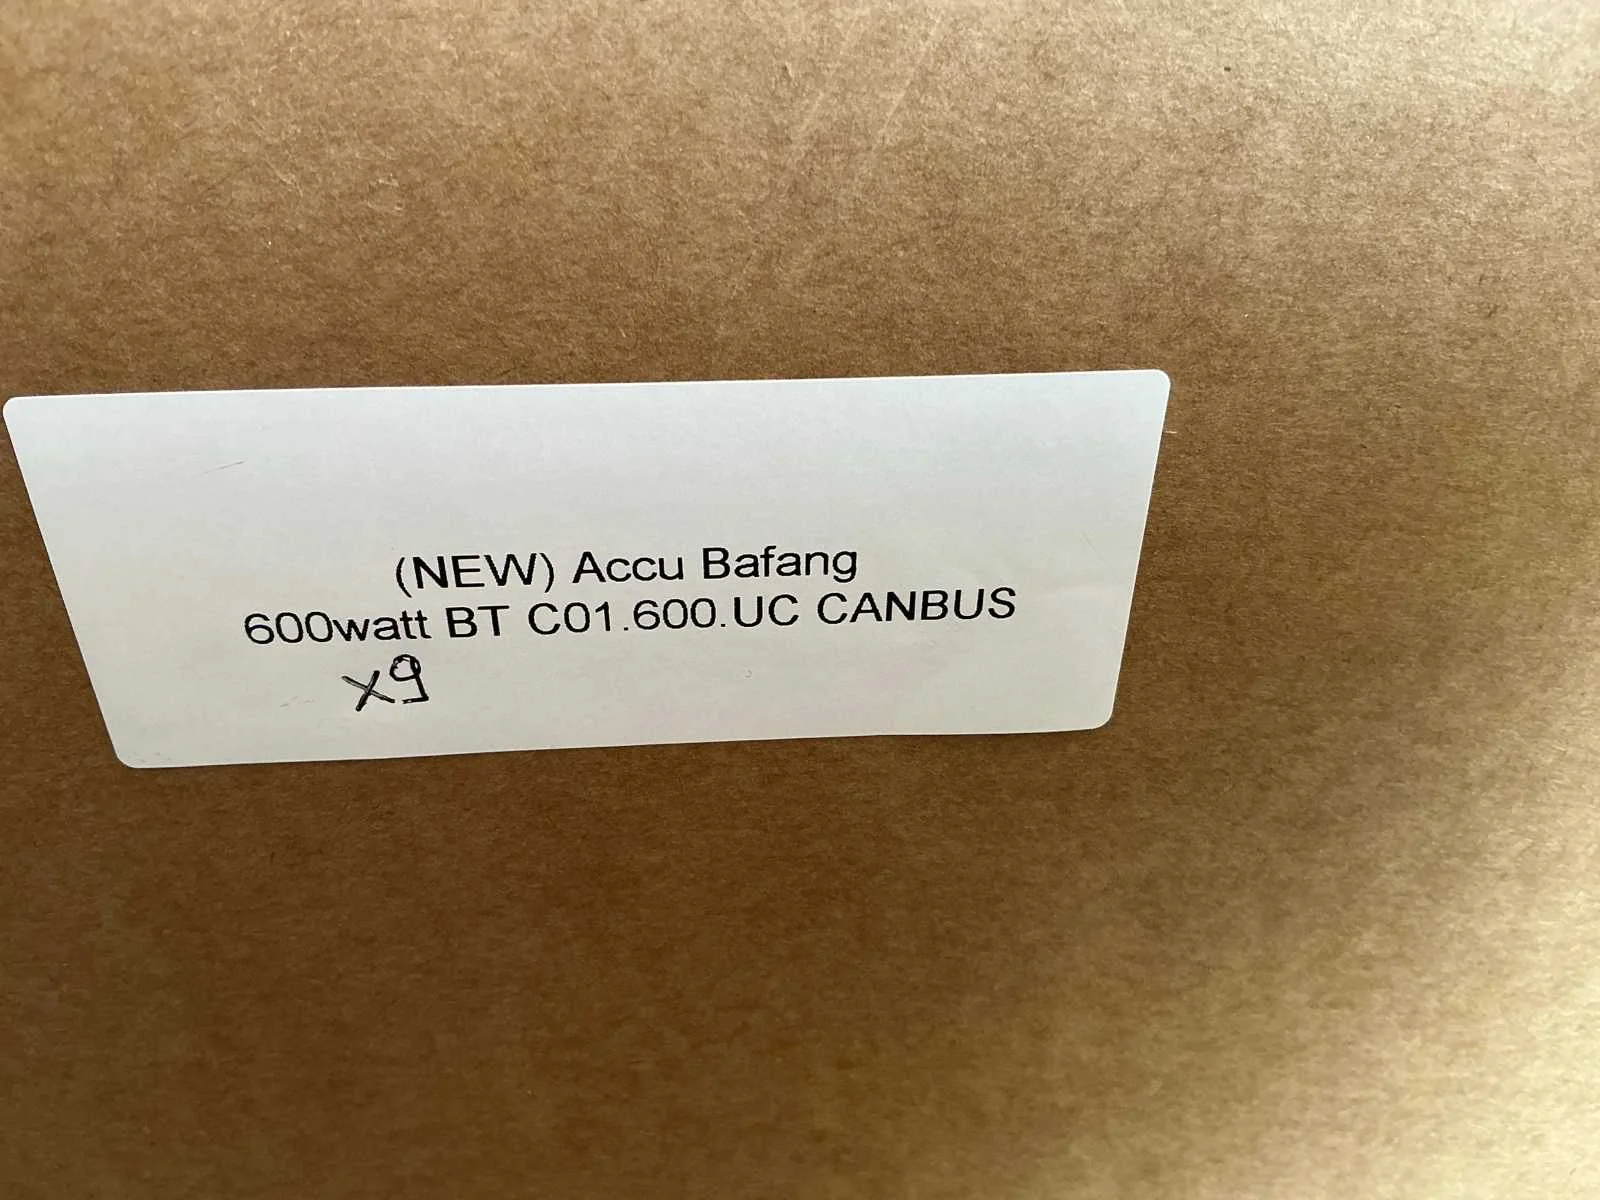 (NEW) Accu Bafang
600watt BT C01.600.UC CANBUS
x9